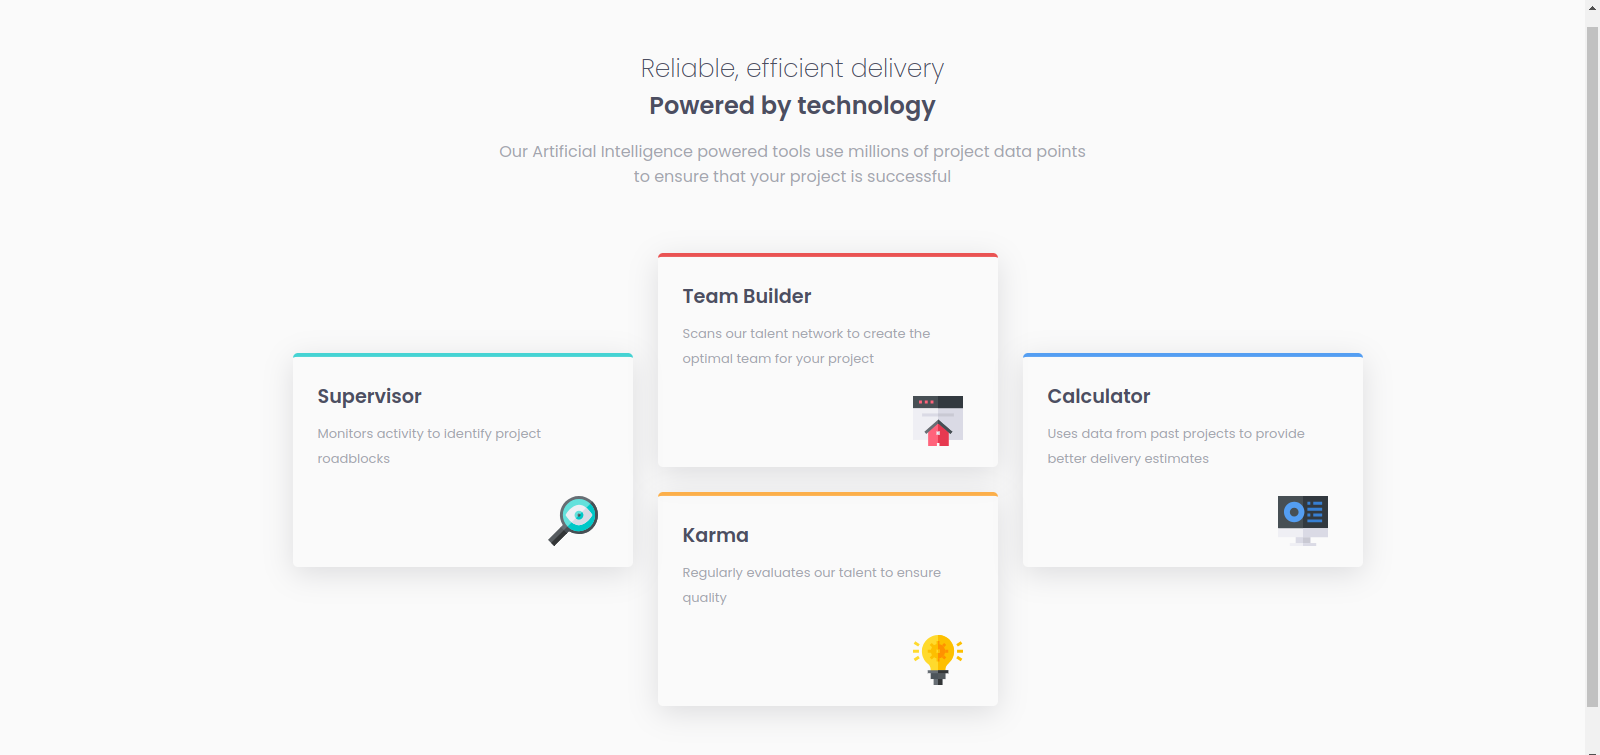 Reliable, efficient delivery
Powered by technology
Our Artificial Intelligence powered tools use millions of project data points
to ensure that your project is successful
Supervisor
Monitors activity to identify project
roadblocks
Team Builder
Scans our talent network to create the
optimal team for your project
Karma
Regularly evaluates our talent to ensure
quality
Calculator
Uses data from past projects to provide
better delivery estimates